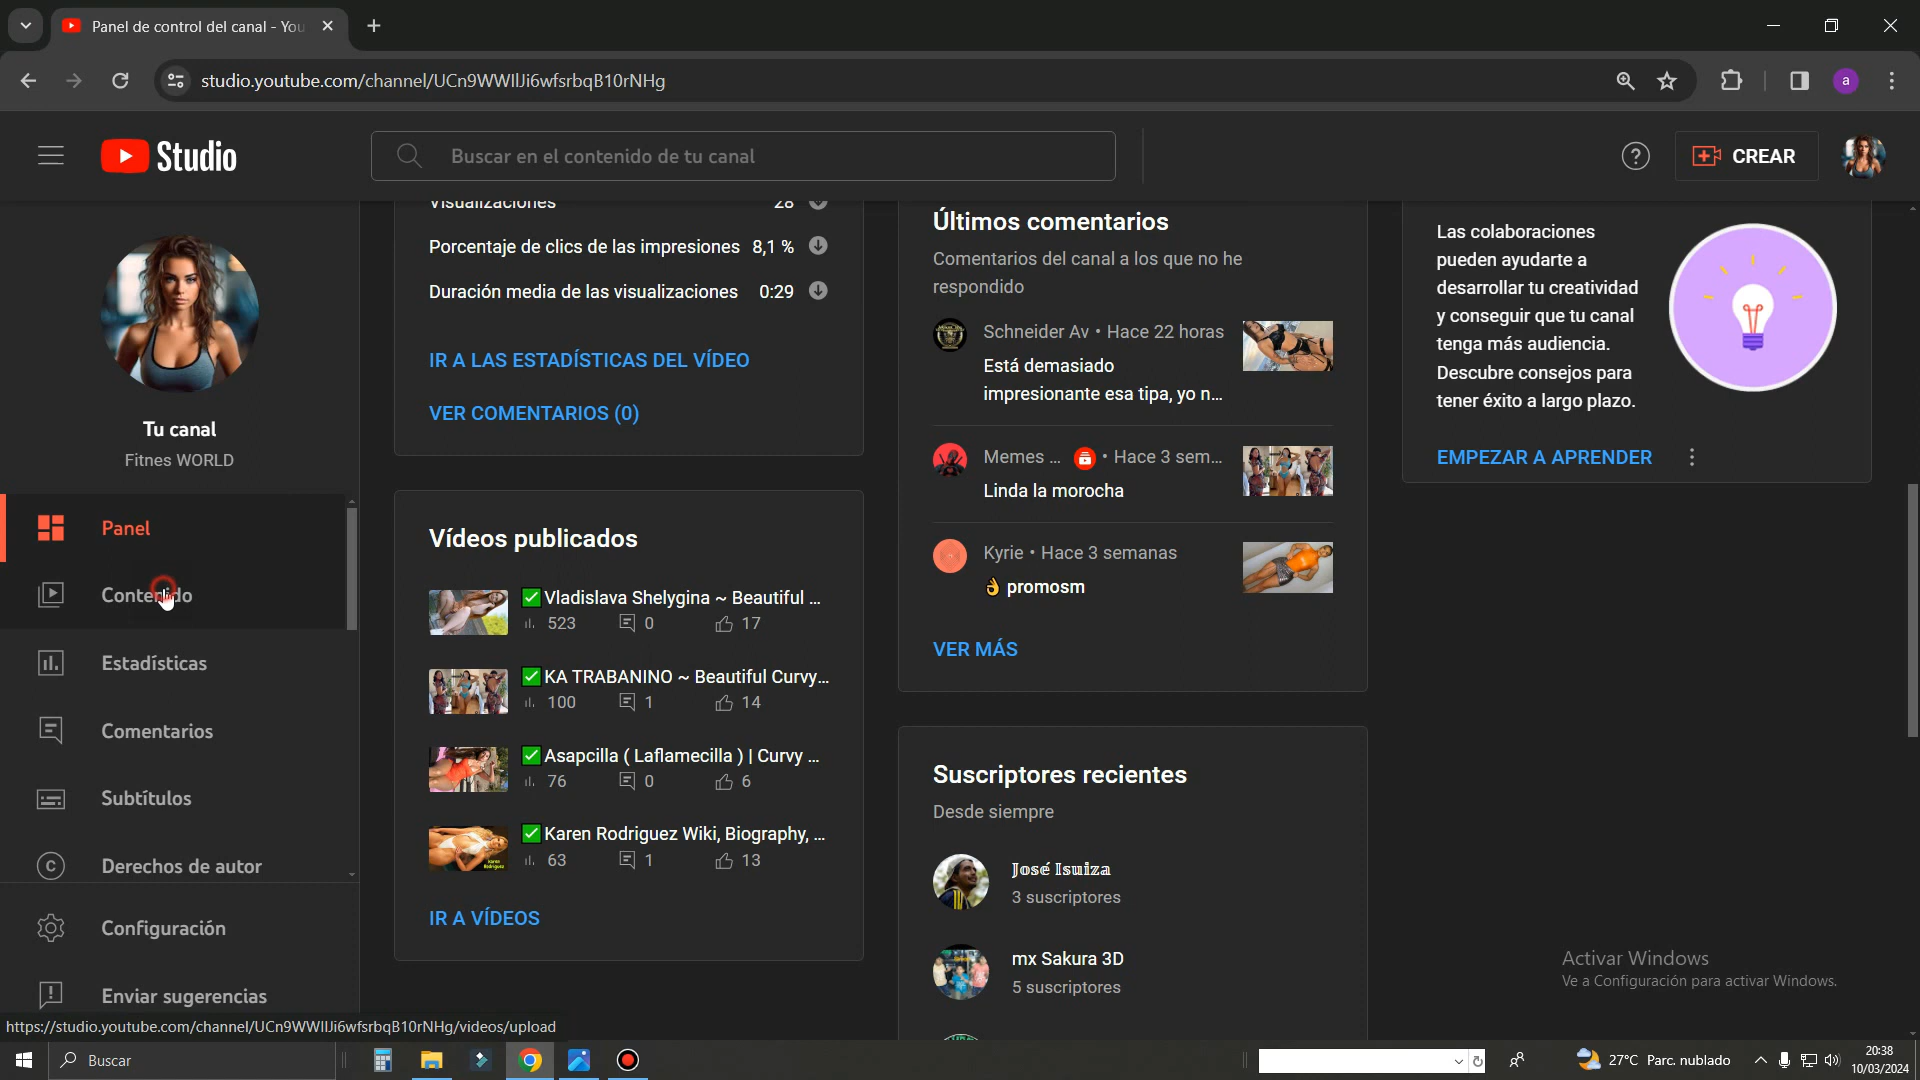 Panel de control del canal - You
studio.youtube.com/channel/UCn9WWIlJi6wfsrbqB10rNHg
a
Studio
Buscar en el contenido de tu canal
CREAR
Tu canal
Fitnes WORLD
Panel
Contenido
Estadísticas
Comentarios
Subtítulos
Derechos de autor
Configuración
Enviar sugerencias
Visualizaciones 28
Porcentaje de clics de las impresiones 8,1 %
Duración media de las visualizaciones 0:29
IR A LAS ESTADÍSTICAS DEL VÍDEO
VER COMENTARIOS (0)
Vídeos publicados
✅Vladislava Shelygina ~ Beautiful ...
523 0 17
✅KA TRABANINO ~ Beautiful Curvy...
100 1 14
✅Asapcilla ( Laflamecilla ) | Curvy ...
76 0 6
✅Karen Rodriguez Wiki, Biography, ...
63 1 13
IR A VÍDEOS
Últimos comentarios
Comentarios del canal a los que no he
respondido
Schneider Av • Hace 22 horas
Está demasiado
impresionante esa tipa, yo n...
Memes ... • Hace 3 sem...
Linda la morocha
Kyrie • Hace 3 semanas
👌 promosm
VER MÁS
Suscriptores recientes
Desde siempre
𝕁𝕠𝕤é 𝕀𝕤𝕦𝕚𝕫𝕒
3 suscriptores
mx Sakura 3D
5 suscriptores
Las colaboraciones
pueden ayudarte a
desarrollar tu creatividad
y conseguir que tu canal
tenga más audiencia.
Descubre consejos para
tener éxito a largo plazo.
EMPEZAR A APRENDER
Activar Windows
Ve a Configuración para activar Windows.
https://studio.youtube.com/channel/UCn9WWIlJi6wfsrbqB10rNHg/videos/upload
Buscar
27°C Parc. nublado
20:38
10/03/2024